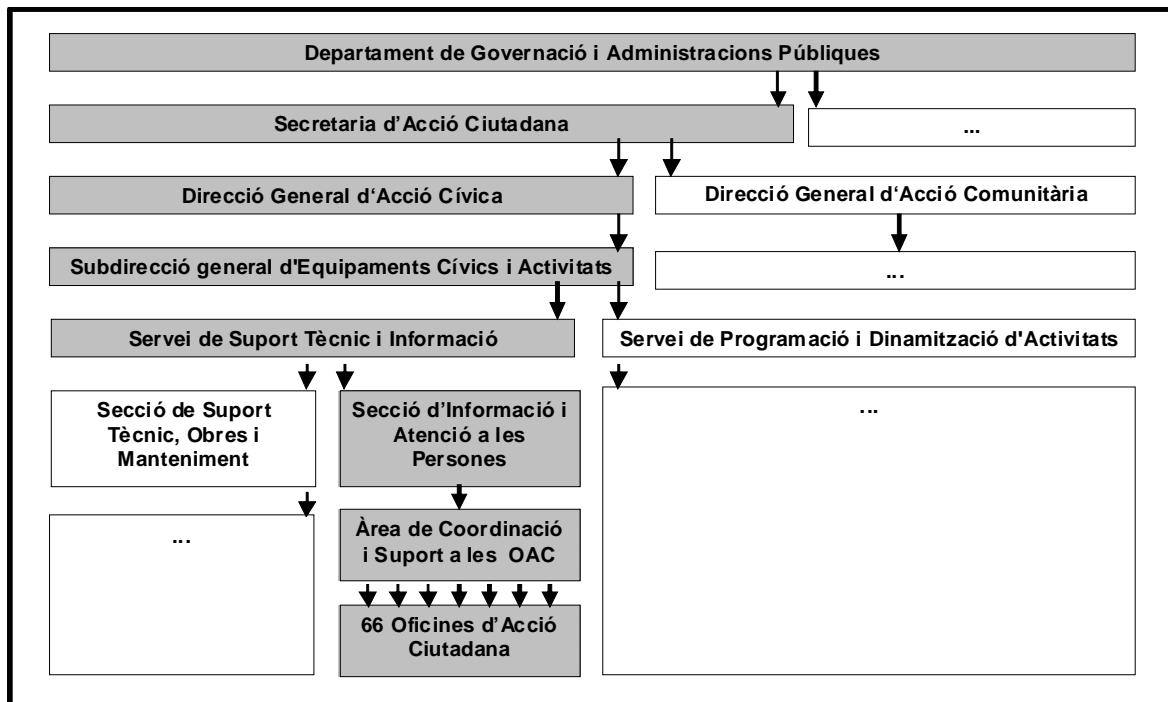 Departament de Governació i Administracions Públiques
Secretaria d’Acció Ciutadana
...
Direcció General d‘Acció Cívica
Direcció General d‘Acció Comunitària
Subdirecció general d'Equipaments Cívics i Activitats
...
Servei de Suport Tècnic i Informació
Servei de Programació i Dinamització d'Activitats
Secció de Suport
Tècnic, Obres i
Manteniment
Secció d’Informació i
Atenció a les
Persones
...
...
Àrea de Coordinació
i Suport a les OAC
66 Oficines d’Acció
Ciutadana